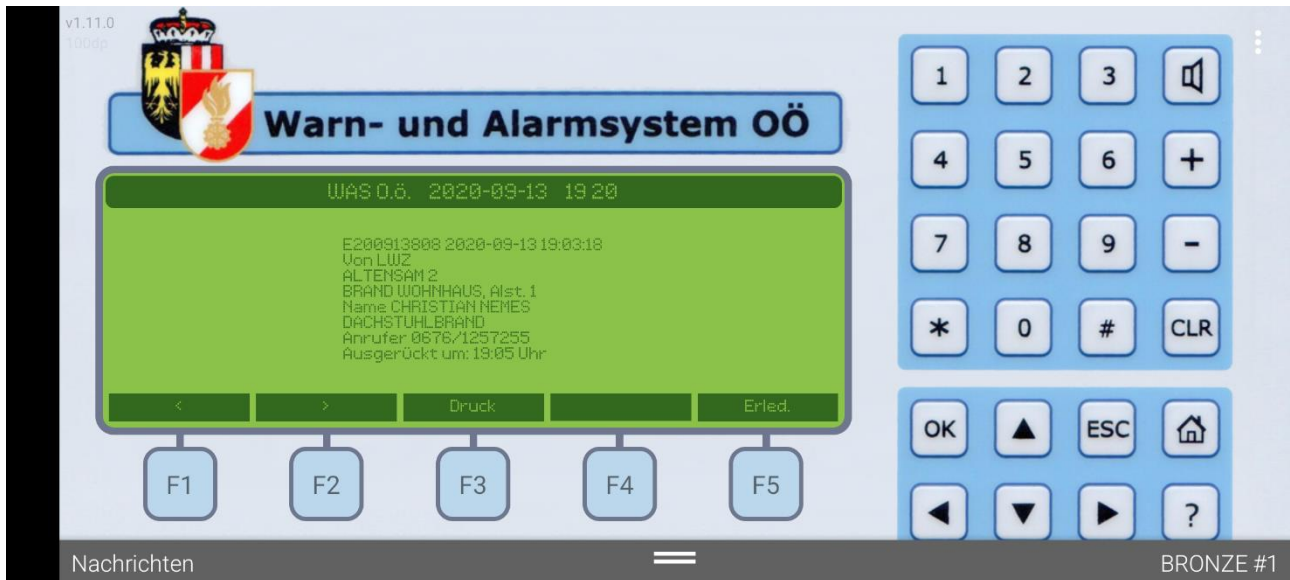 v1.11.0
100dp
Warn- und Alarmsystem OÖ
WAS O.ö. 2020-09-13 19 20
E200913808 2020-09-13 19:03:18
Von LWZ
ALTENSAM 2
BRAND WOHNHAUS, Alst. 1
Name CHRISTIAN NEMES
DACHSTUHLBRAND
Anrufer 0676/1257255
Ausgerückt um: 19:05 Uhr
< > Druck Erled.
F1 F2 F3 F4 F5
1 2 3
4 5 6 +
7 8 9 -
* 0 # CLR
OK ESC
?
Nachrichten BRONZE #1